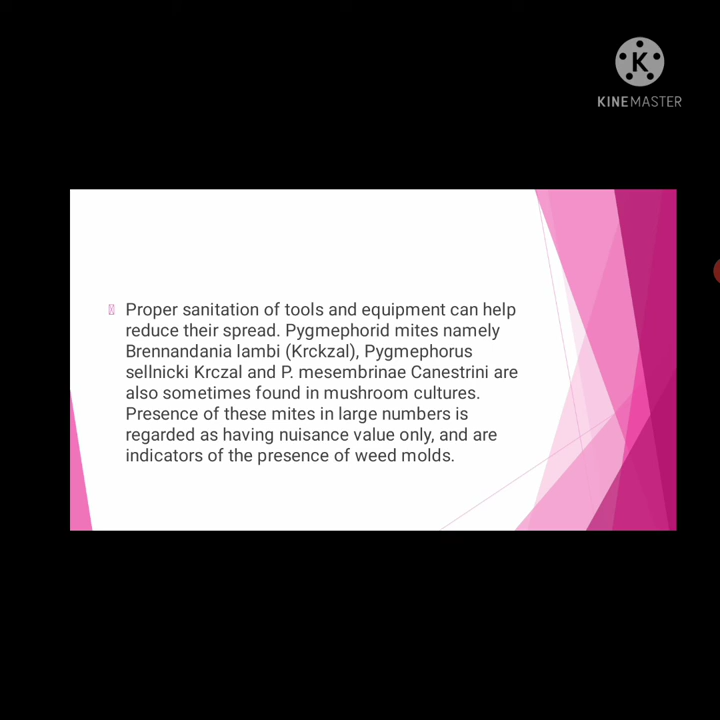 K
KINEMASTER
Proper sanitation of tools and equipment can help
reduce their spread. Pygmephorid mites namely
Brennandania lambi (Krckzal), Pygmephorus
sellnicki Krczal and P. mesembrinae Canestrini are
also sometimes found in mushroom cultures.
Presence of these mites in large numbers is
regarded as having nuisance value only, and are
indicators of the presence of weed molds.